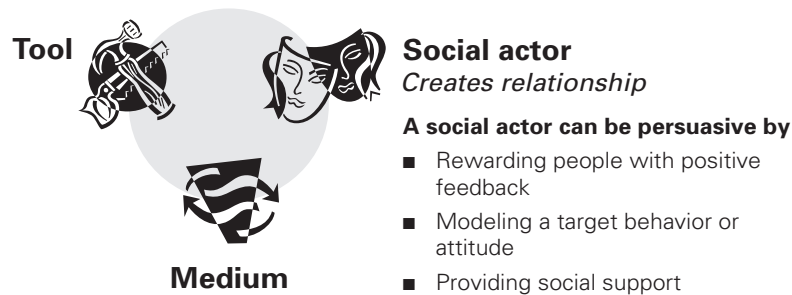 Tool
Medium
Social actor
Creates relationship
A social actor can be persuasive by
■ Rewarding people with positive
feedback
■ Modeling a target behavior or
attitude
■ Providing social support